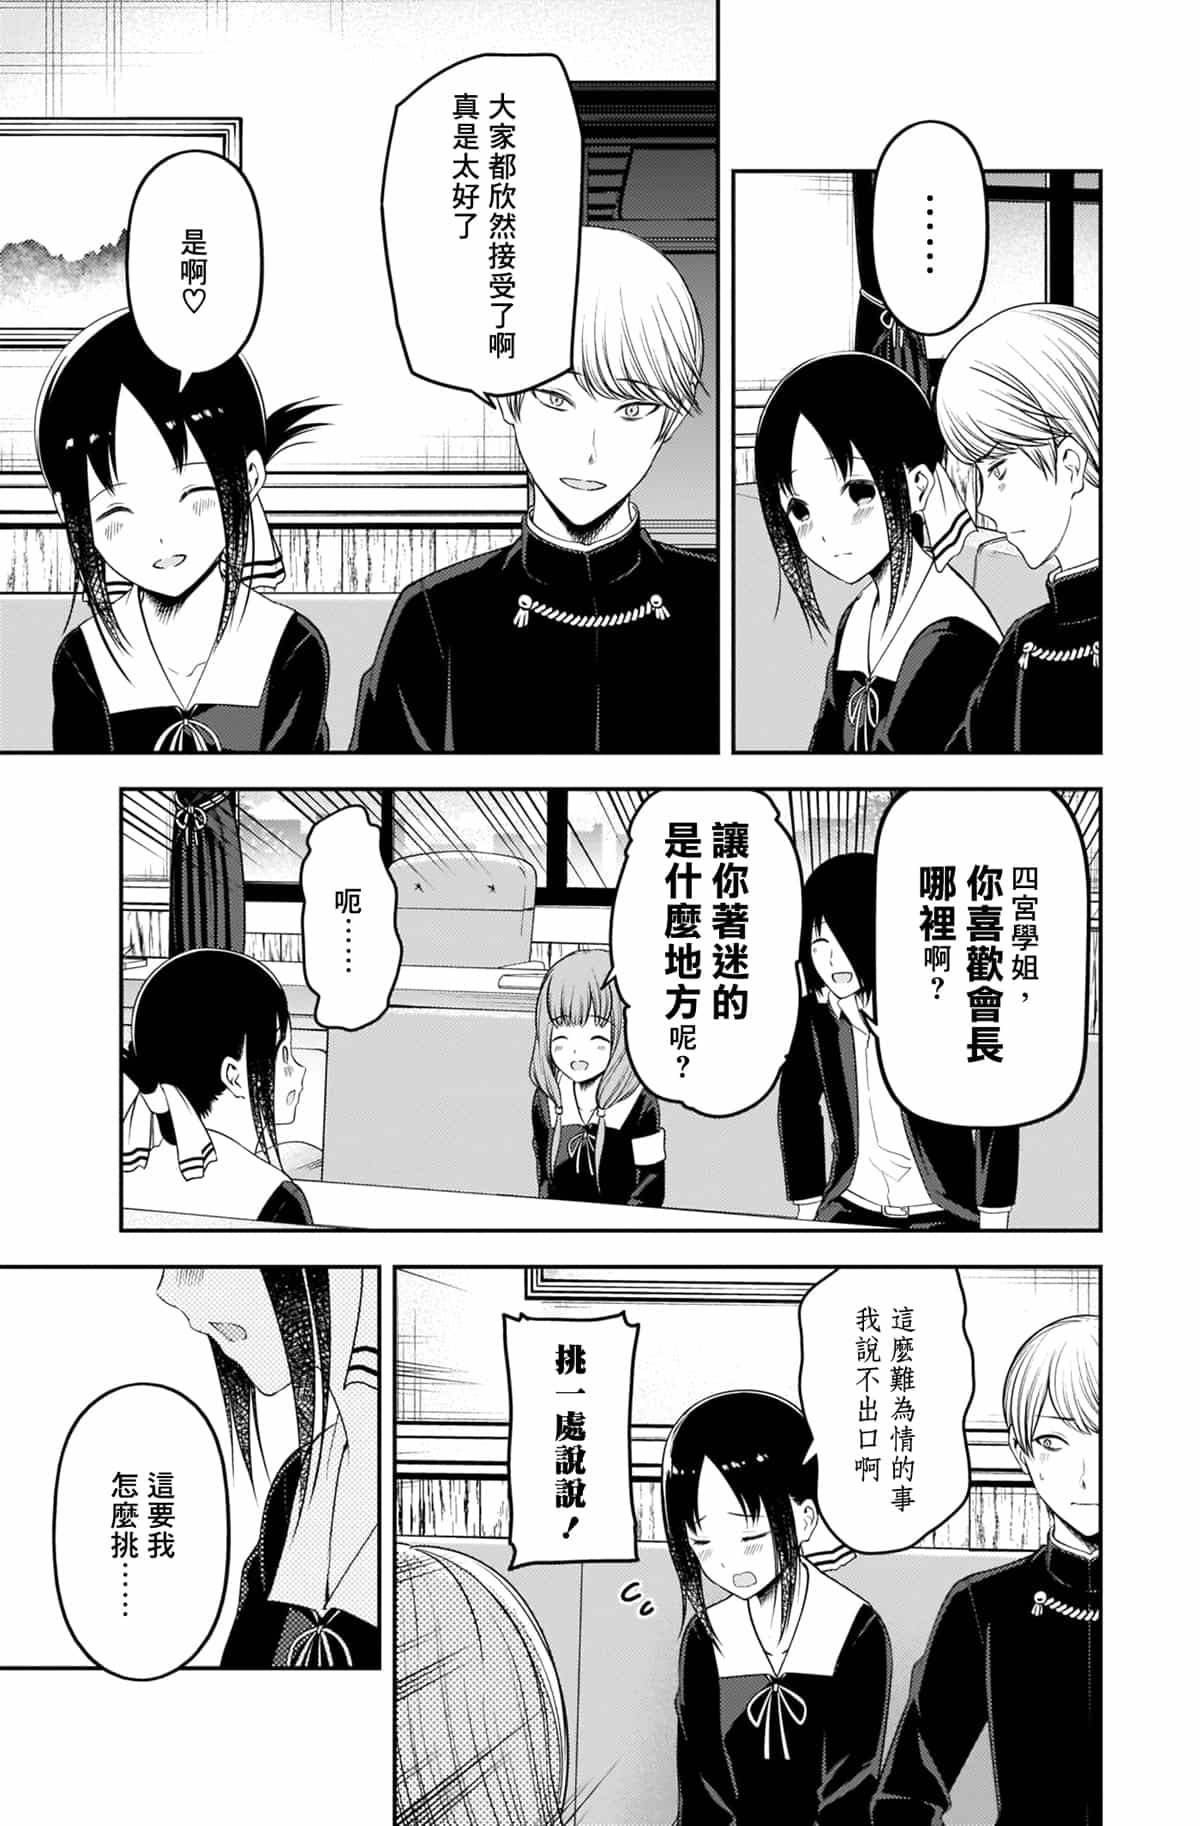 ……
大家都欣然接受了啊
真是太好了
是啊♡
四宮學姐，
你喜歡會長
哪裡啊？
讓你著迷的
是什麼地方呢？
呃……
這麼難為情的事
我說不出口啊
挑一處說說！
這要我
怎麼挑……